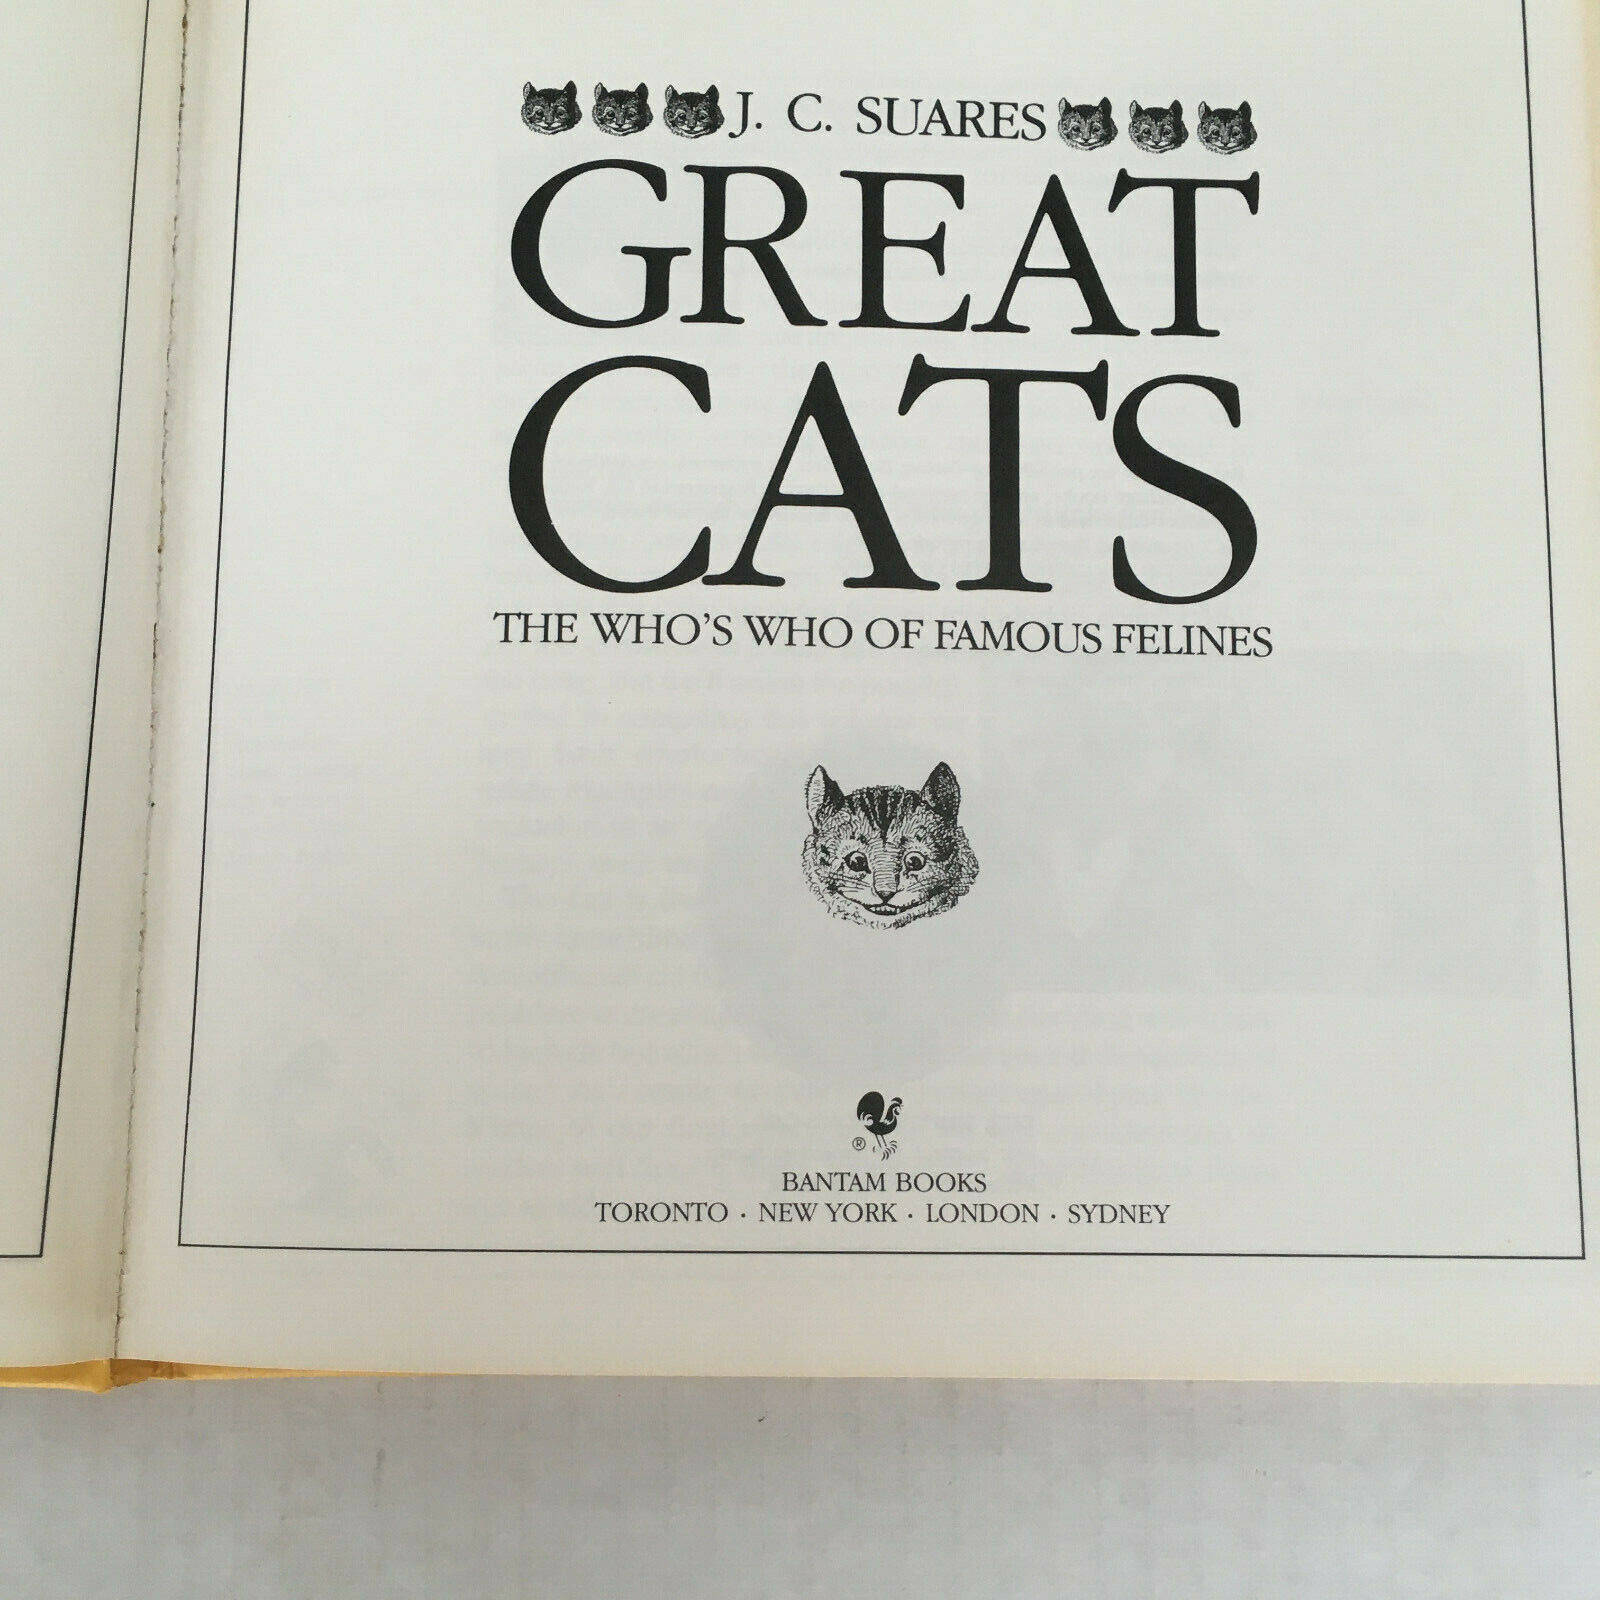 J. C. SUARES
GREAT
CATS
THE WHO'S WHO OF FAMOUS FELINES
®
BANTAM BOOKS
TORONTO · NEW YORK · LONDON · SYDNEY